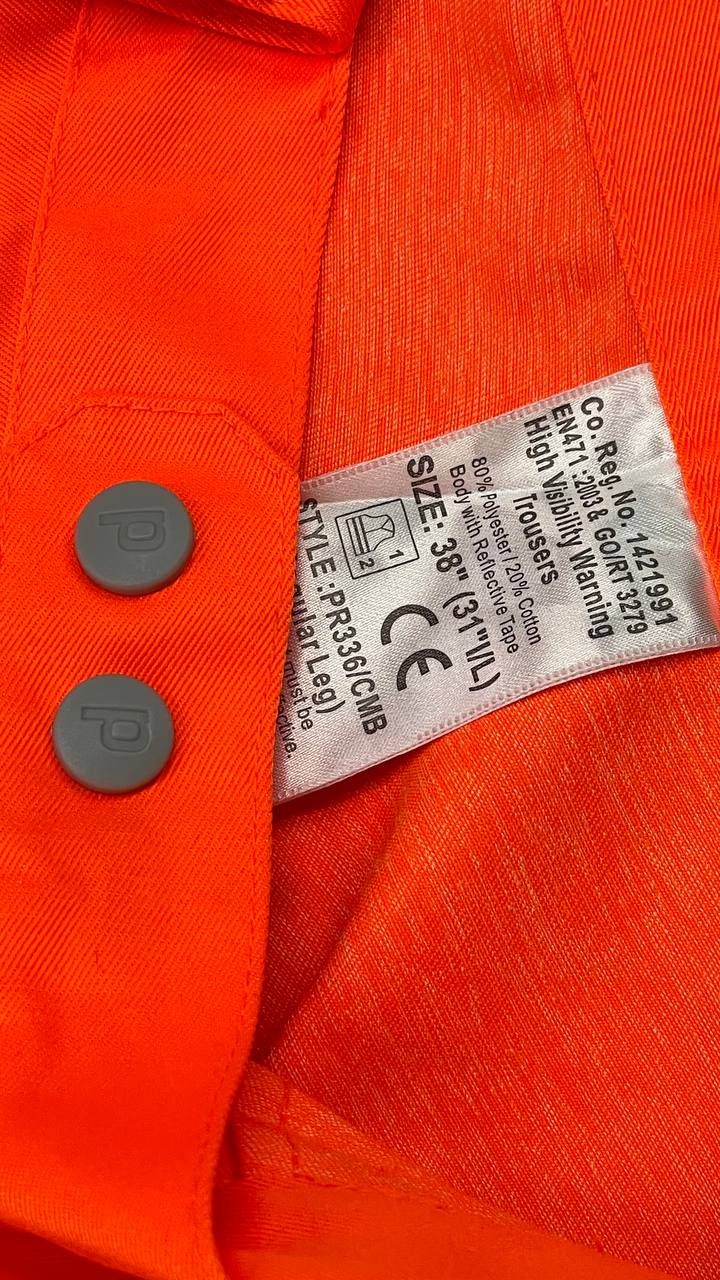 Co. Reg. No. 1421991
EN471 :2003 & GO/RT 3279
High Visibility Warning
Trousers
80% Polyester / 20% Cotton
Body with Reflective Tape
SIZE: 38" (31"I/L)
1
2
CE
STYLE :PR336/CMB
Leg)
must be
p
p